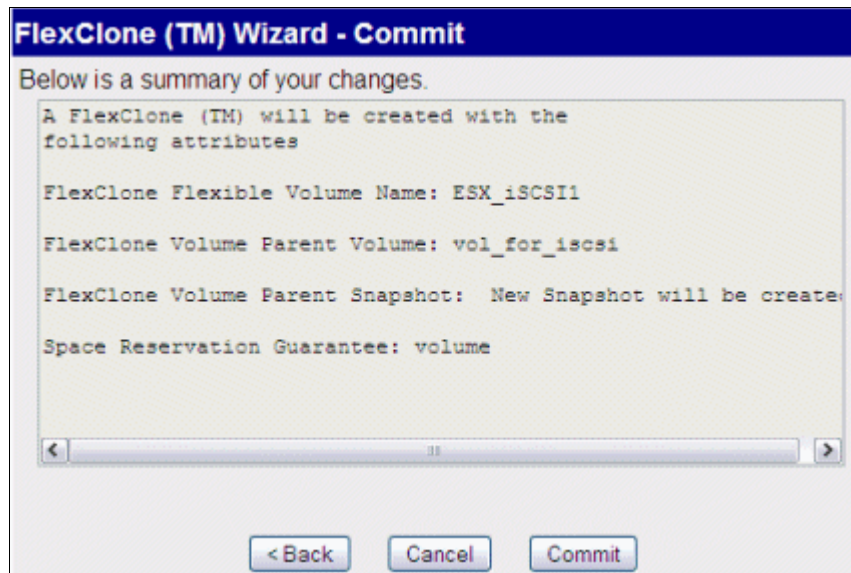 FlexClone (TM) Wizard - Commit
Below is a summary of your changes.
A FlexClone (TM) will be created with the
following attributes
FlexClone Flexible Volume Name: ESX_iSCSI1
FlexClone Volume Parent Volume: vol_for_iscsi
FlexClone Volume Parent Snapshot: New Snapshot will be create
Space Reservation Guarantee: volume
< Back Cancel Commit